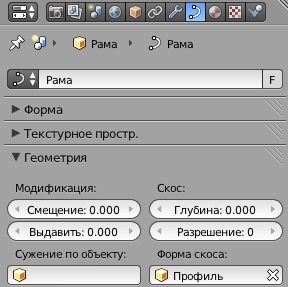 Рама Рама
Рама F
Форма
Текстурное простр.
Геометрия
Модификация: Скос:
Смещение: 0.000 Глубина: 0.000
Выдавить: 0.000 Разрешение: 0
Сужение по объекту: Форма скоса:
Профиль